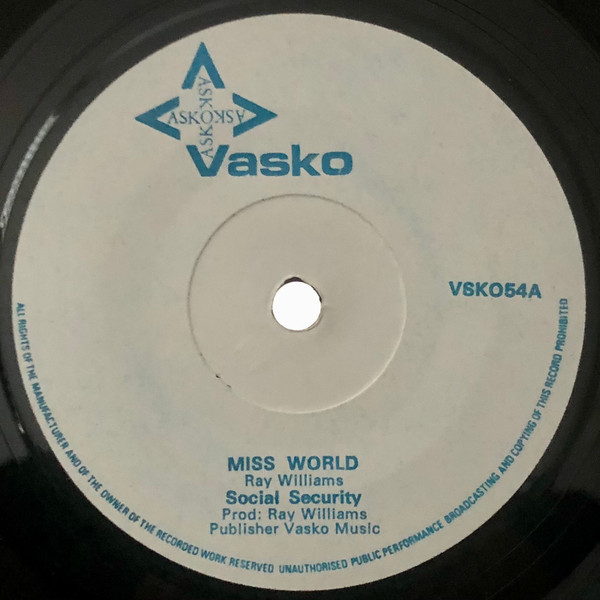 ASKO ASKO
ASKO ASKO
Vasko
VSKO54A
MISS WORLD
Ray Williams
Social Security
Prod: Ray Williams
Publisher Vasko Music
ALL RIGHTS OF THE MANUFACTURER AND OF THE OWNER OF THE RECORDED WORK RESERVED UNAUTHORISED PUBLIC PERFORMANCE BROADCASTING AND COPYING OF THIS RECORD PROHIBITED